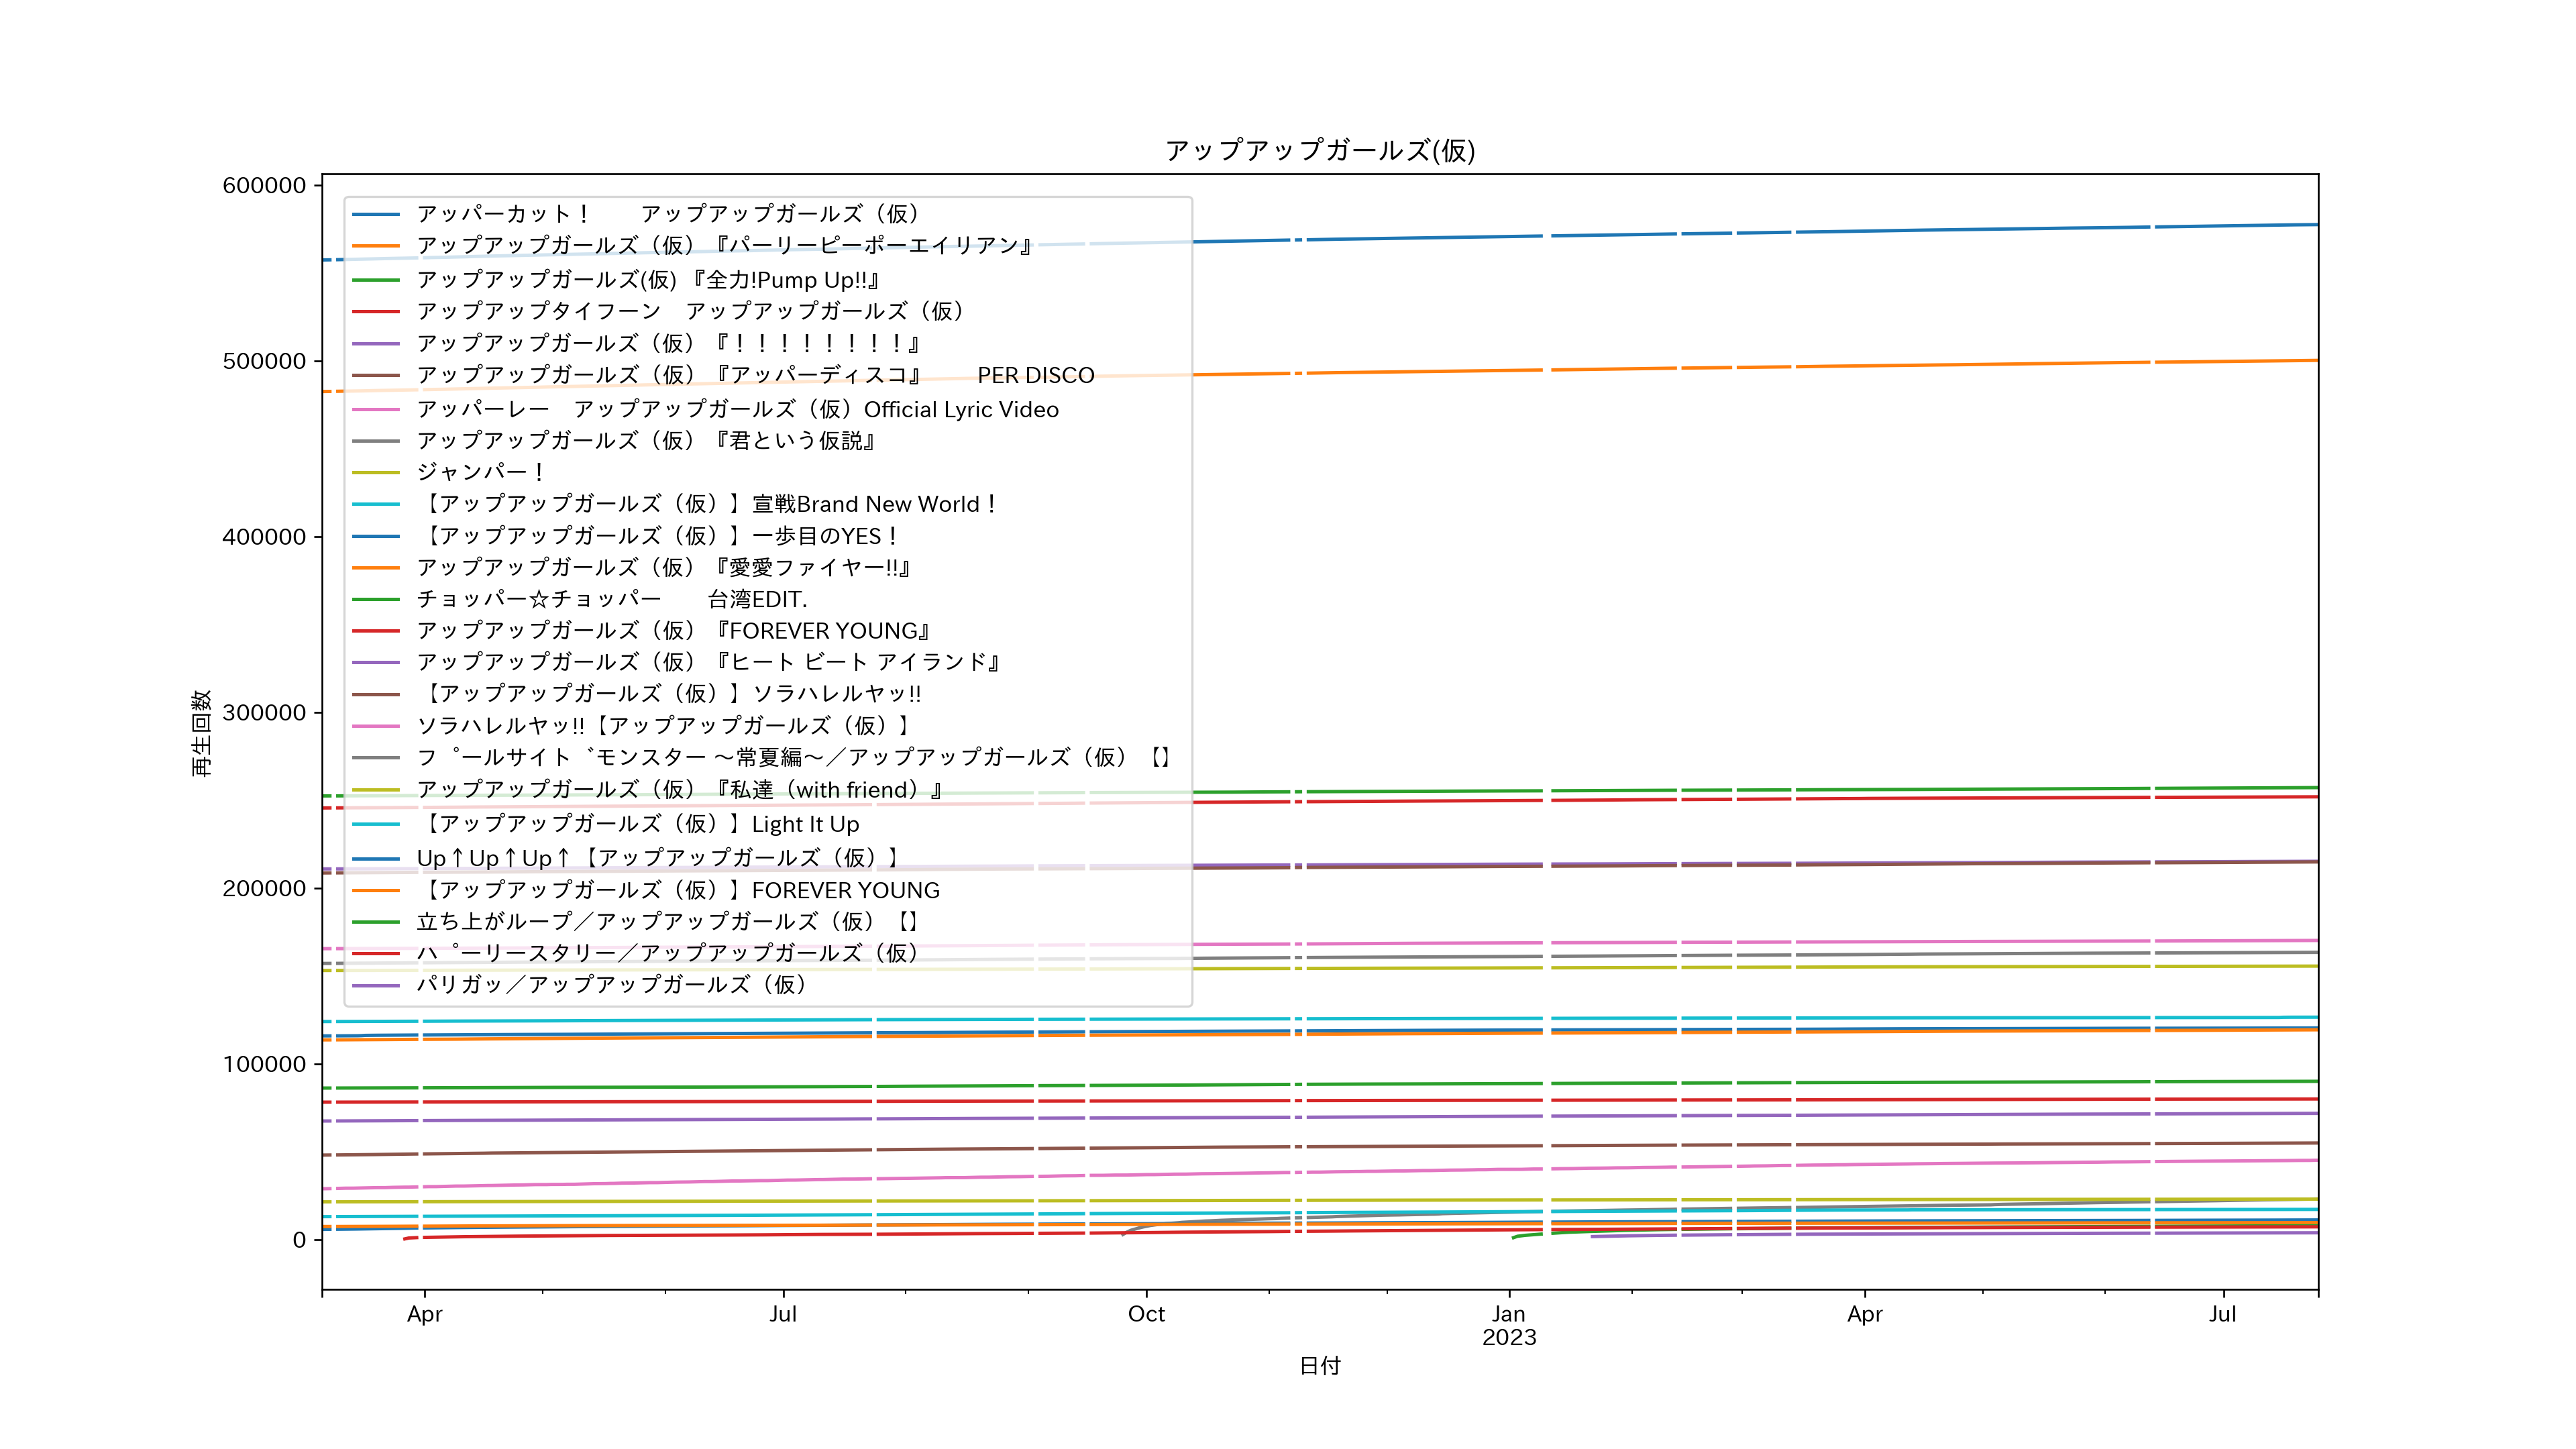 アップアップガールズ(仮)
600000
500000
400000
300000
200000
100000
0
再生回数
アッパーカット！　　アップアップガールズ（仮）
アップアップガールズ（仮）『パーリーピーポーエイリアン』
アップアップガールズ(仮) 『全力!Pump Up!!』
アップアップタイフーン　アップアップガールズ（仮）
アップアップガールズ（仮）『！！！！！！！！』
アップアップガールズ（仮）『アッパーディスコ』　　PER DISCO
アッパーレー　アップアップガールズ（仮）Official Lyric Video
アップアップガールズ（仮）『君という仮説』
ジャンパー！
【アップアップガールズ（仮）】宣戦Brand New World！
【アップアップガールズ（仮）】一歩目のYES！
アップアップガールズ（仮）『愛愛ファイヤー!!』
チョッパー☆チョッパー　　台湾EDIT.
アップアップガールズ（仮）『FOREVER YOUNG』
アップアップガールズ（仮）『ヒート ビート アイランド』
【アップアップガールズ（仮）】ソラハレルヤッ!!
ソラハレルヤッ!!【アップアップガールズ（仮）】
フ゜ールサイト゛モンスター 〜常夏編〜／アップアップガールズ（仮）【】
アップアップガールズ（仮）『私達（with friend）』
【アップアップガールズ（仮）】Light It Up
Up↑Up↑Up↑【アップアップガールズ（仮）】
【アップアップガールズ（仮）】FOREVER YOUNG
立ち上がループ／アップアップガールズ（仮）【】
ハ゜ーリースタリー／アップアップガールズ（仮）
パリガッ／アップアップガールズ（仮）
Apr
Jul
Oct
Jan
2023
Apr
Jul
日付